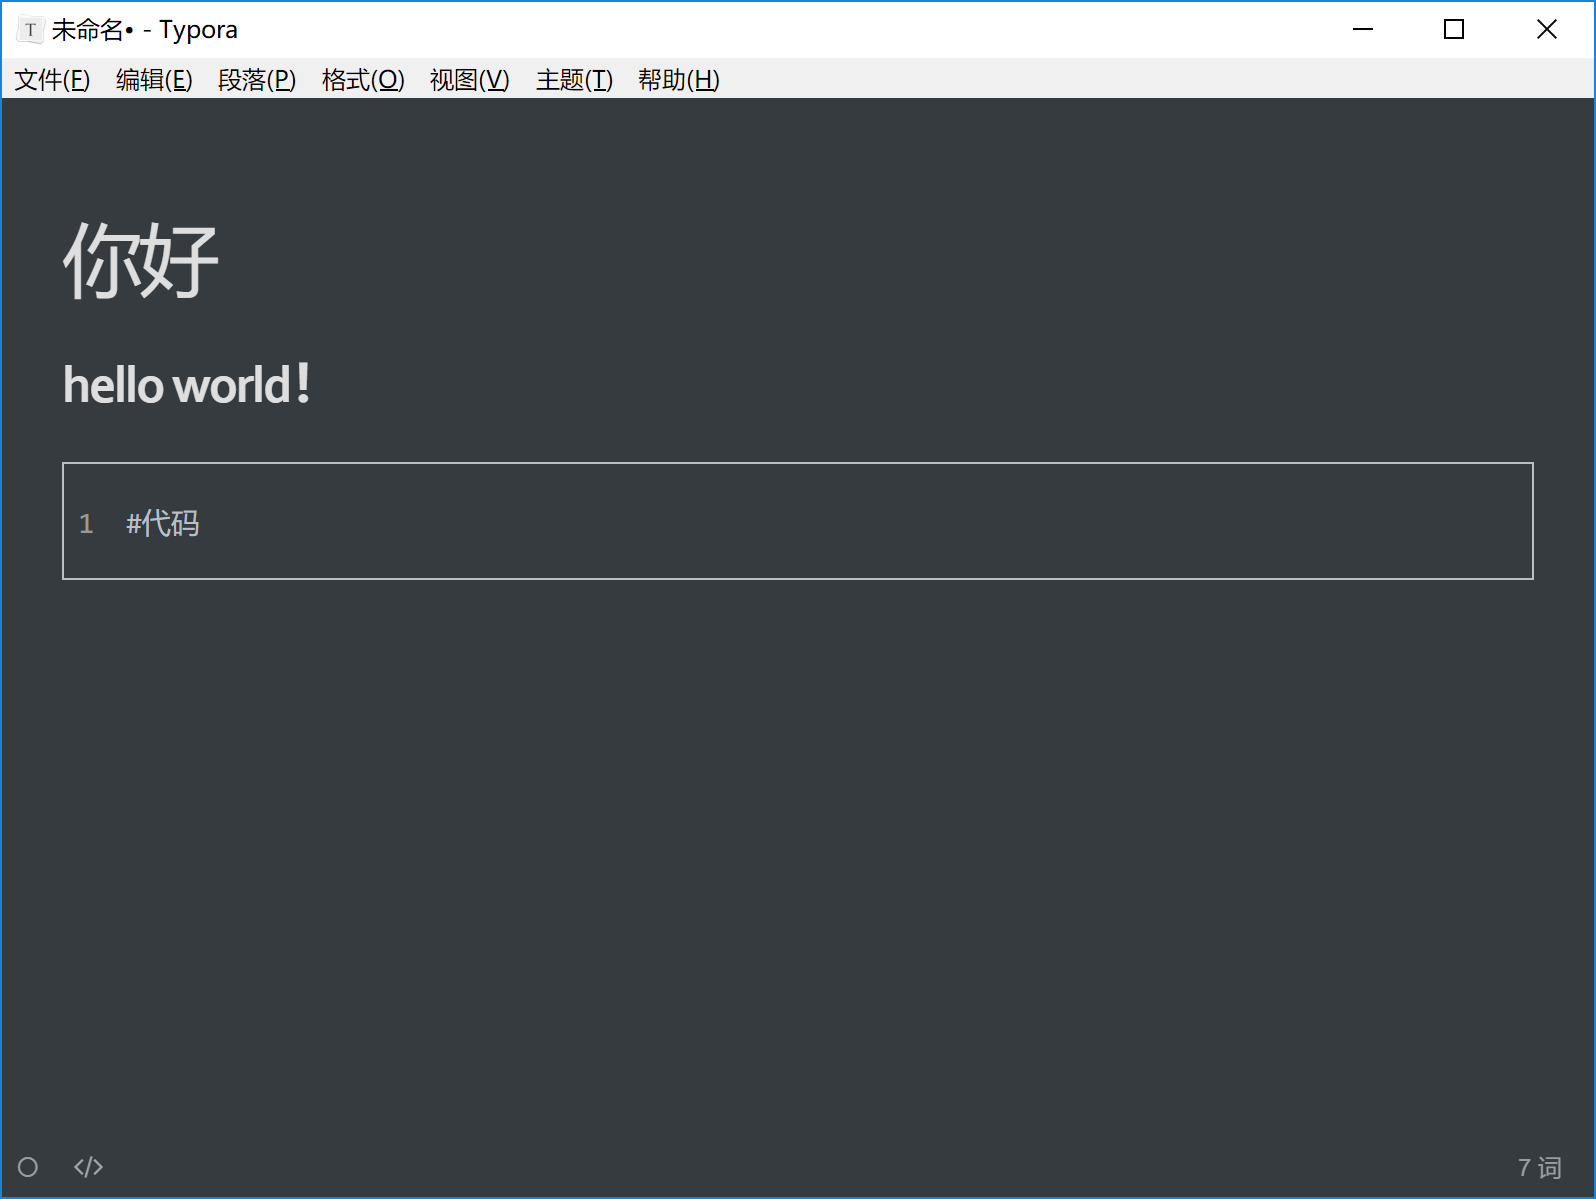 T 未命名• - Typora
文件(F) 编辑(E) 段落(P) 格式(O) 视图(V) 主题(T) 帮助(H)
你好
hello world！
1 #代码
</> 7 词